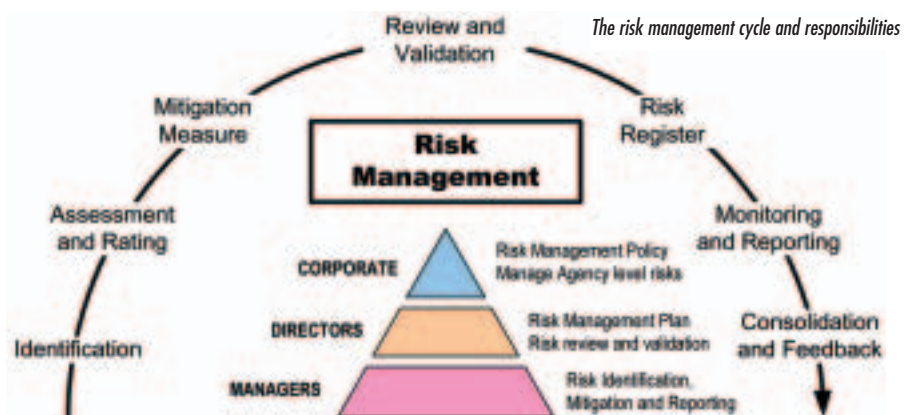 The risk management cycle and responsibilities
Review and
Validation
Mitigation
Measure
Risk
Register
Risk
Management
Assessment
and Rating
Monitoring
and Reporting
CORPORATE
Risk Management Policy
Manage Agency level risks
DIRECTORS
Risk Management Plan
Risk review and validation
Identification
Consolidation
and Feedback
MANAGERS
Risk Identification,
Mitigation and Reporting